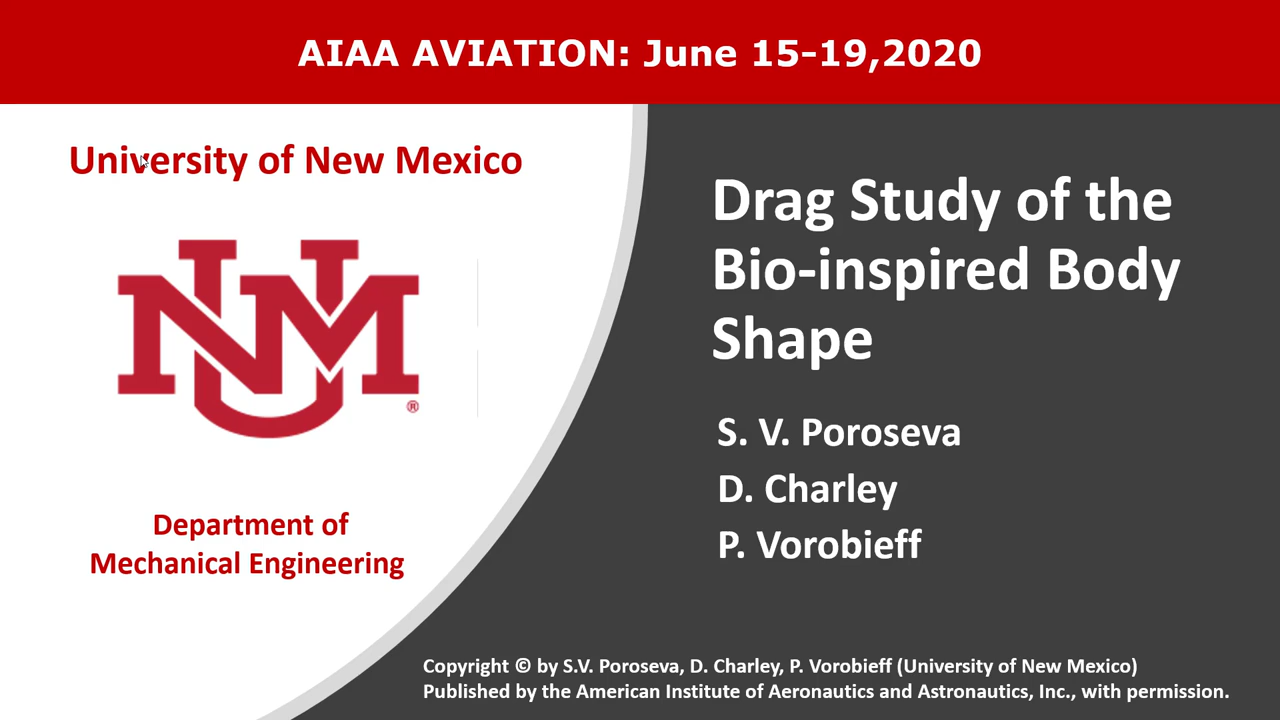 AIAA AVIATION: June 15-19,2020
University of New Mexico
UNM
®
Department of
Mechanical Engineering
Drag Study of the
Bio-inspired Body
Shape
S. V. Poroseva
D. Charley
P. Vorobieff
Copyright © by S.V. Poroseva, D. Charley, P. Vorobieff (University of New Mexico)
Published by the American Institute of Aeronautics and Astronautics, Inc., with permission.